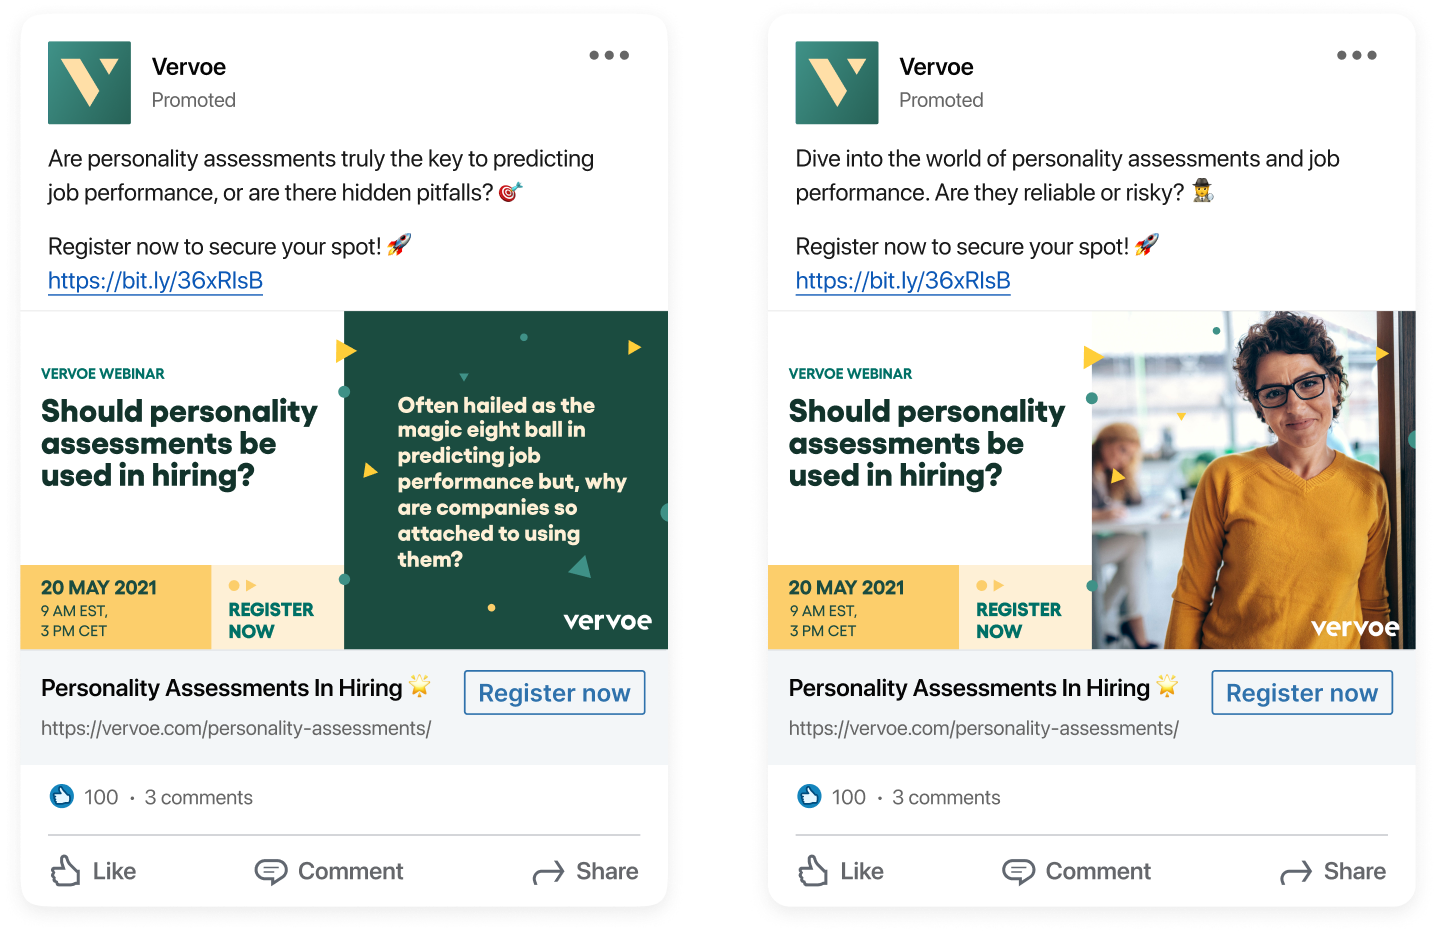 Vervoe
Promoted
Are personality assessments truly the key to predicting
job performance, or are there hidden pitfalls? 🎯
Register now to secure your spot! 🚀
https://bit.ly/36xRlsB
VERVOE WEBINAR
Should personality
assessments be
used in hiring?
20 MAY 2021
9 AM EST,
3 PM CET
REGISTER
NOW
Often hailed as the
magic eight ball in
predicting job
performance but, why
are companies so
attached to using
them?
vervoe
Personality Assessments In Hiring 🌟
https://vervoe.com/personality-assessments/
Register now
100 · 3 comments
Like
Comment
Share
Vervoe
Promoted
Dive into the world of personality assessments and job
performance. Are they reliable or risky? 🕵️‍♀️
Register now to secure your spot! 🚀
https://bit.ly/36xRlsB
VERVOE WEBINAR
Should personality
assessments be
used in hiring?
20 MAY 2021
9 AM EST,
3 PM CET
REGISTER
NOW
vervoe
Personality Assessments In Hiring 🌟
https://vervoe.com/personality-assessments/
Register now
100 · 3 comments
Like
Comment
Share